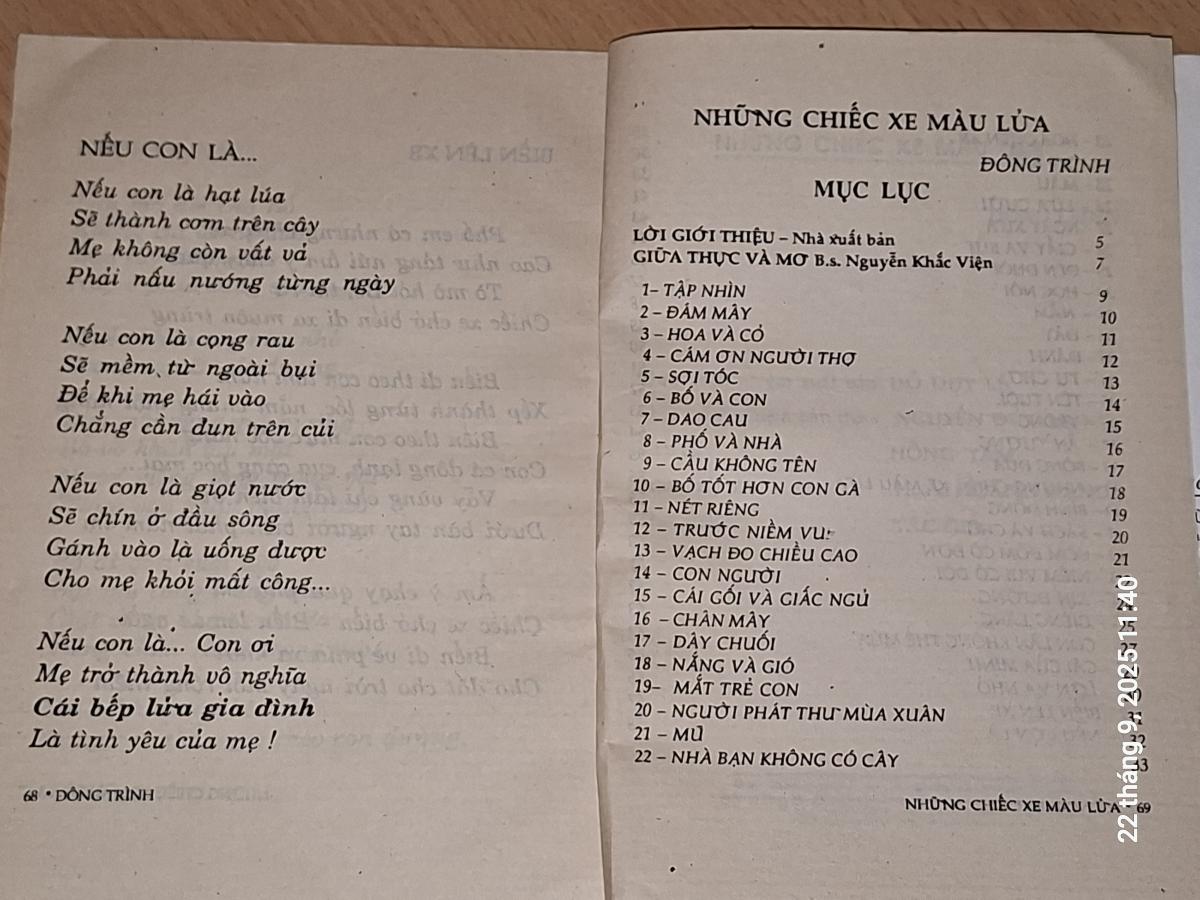 NẾU CON LÀ...
Nếu con là hạt lúa
Sẽ thành cơm trên cây
Mẹ không còn vất vả
Phải nấu nướng từng ngày
Nếu con là cọng rau
Sẽ mềm từ ngoài bụi
Để khi mẹ hái vào
Chẳng cần đun trên củi
Nếu con là giọt nước
Sẽ chín ở đầu sông
Gánh vào là uống được
Cho mẹ khỏi mất công...
Nếu con là... Con ơi
Mẹ trở thành vô nghĩa
Cái bếp lửa gia đình
Là tình yêu của mẹ !
68 • ĐÔNG TRÌNH
NHỮNG CHIẾC XE MÀU LỬA
ĐÔNG TRÌNH
MỤC LỤC
LỜI GIỚI THIỆU – Nhà xuất bản 5
GIỮA THỰC VÀ MƠ B.s. Nguyễn Khắc Viện 7
1– TẬP NHÌN 9
2 – ĐÁM MÂY 10
3 – HOA VÀ CỎ 11
4 – CÁM ƠN NGƯỜI THỢ 12
5 – SỢI TÓC 13
6 – BỐ VÀ CON 14
7 – DAO CAU 15
8 – PHỐ VÀ NHÀ 16
9 – CẦU KHÔNG TÊN 17
10 – BỐ TỐT HƠN CON GÀ 18
11 – NÉT RIÊNG 19
12 – TRƯỚC NIỀM VUI 20
13 – VẠCH ĐO CHIỀU CAO 21
14 – CON NGƯỜI
15 – CÁI GỐI VÀ GIẤC NGỦ
16 – CHÂN MÂY
17 – DÂY CHUỐI
18 – NẮNG VÀ GIÓ
19– MẮT TRẺ CON
20 – NGƯỜI PHÁT THƯ MÙA XUÂN
21 – MŨ
22 – NHÀ BẠN KHÔNG CÓ CÂY 33
NHỮNG CHIẾC XE MÀU LỬA • 69
22 tháng 9, 2025 11:40